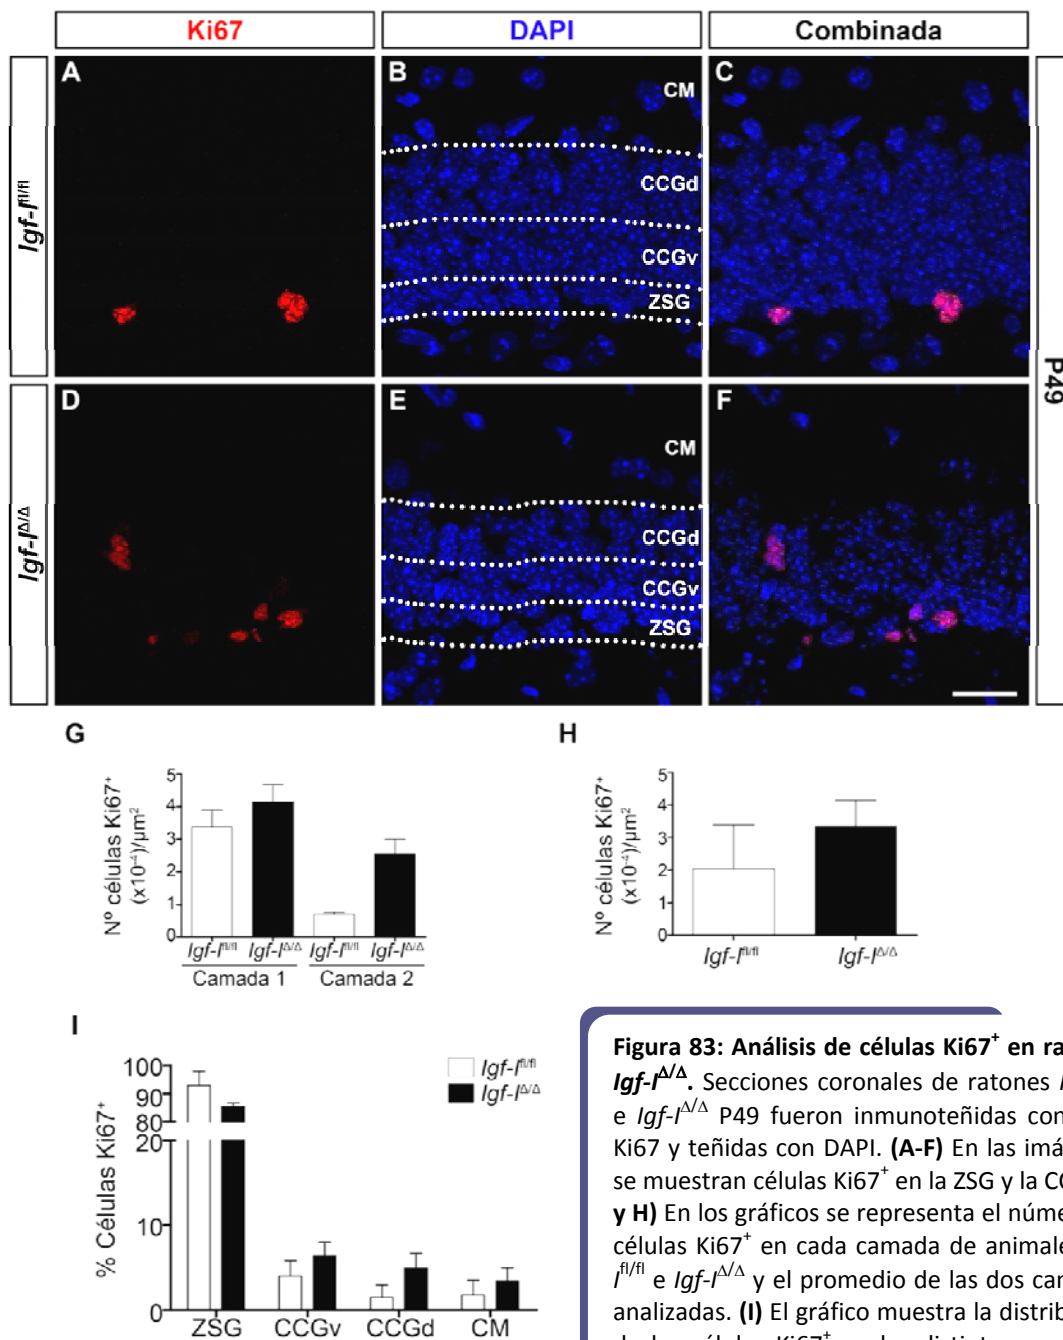 Ki67 DAPI Combinada
Igf-I^fl/fl
A B C
CM
CCGd
CCGv
ZSG
P49
Igf-I^Δ/Δ
D E F
CM
CCGd
CCGv
ZSG
G
Nº células Ki67⁺
(x10⁻⁴)/µm²
5
4
3
2
1
0
Igf-I^fl/fl Igf-I^Δ/Δ Igf-I^fl/fl Igf-I^Δ/Δ
Camada 1 Camada 2
H
Nº células Ki67⁺
(x10⁻⁴)/µm²
5
4
3
2
1
0
Igf-I^fl/fl Igf-I^Δ/Δ
I
% Células Ki67⁺
100
90
80
20
10
0
ZSG CCGv CCGd CM
Igf-I^fl/fl
Igf-I^Δ/Δ
Figura 83: Análisis de células Ki67⁺ en ra
Igf-I^Δ/Δ. Secciones coronales de ratones I
e Igf-I^Δ/Δ P49 fueron inmunoteñidas con
Ki67 y teñidas con DAPI. (A-F) En las imá
se muestran células Ki67⁺ en la ZSG y la CC
y H) En los gráficos se representa el núme
células Ki67⁺ en cada camada de animale
I^fl/fl e Igf-I^Δ/Δ y el promedio de las dos can
analizadas. (I) El gráfico muestra la distrib